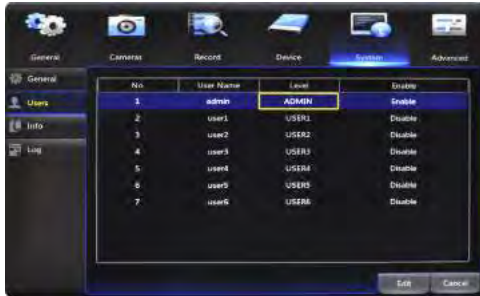 General Cameras Record Device System Advanced
General
Users
Info
Log
No. User Name Level Enable
1 admin ADMIN Enable
2 user1 USER1 Disable
3 user2 USER2 Disable
4 user3 USER3 Disable
5 user4 USER4 Disable
6 user5 USER5 Disable
7 user6 USER6 Disable
Edit Cancel